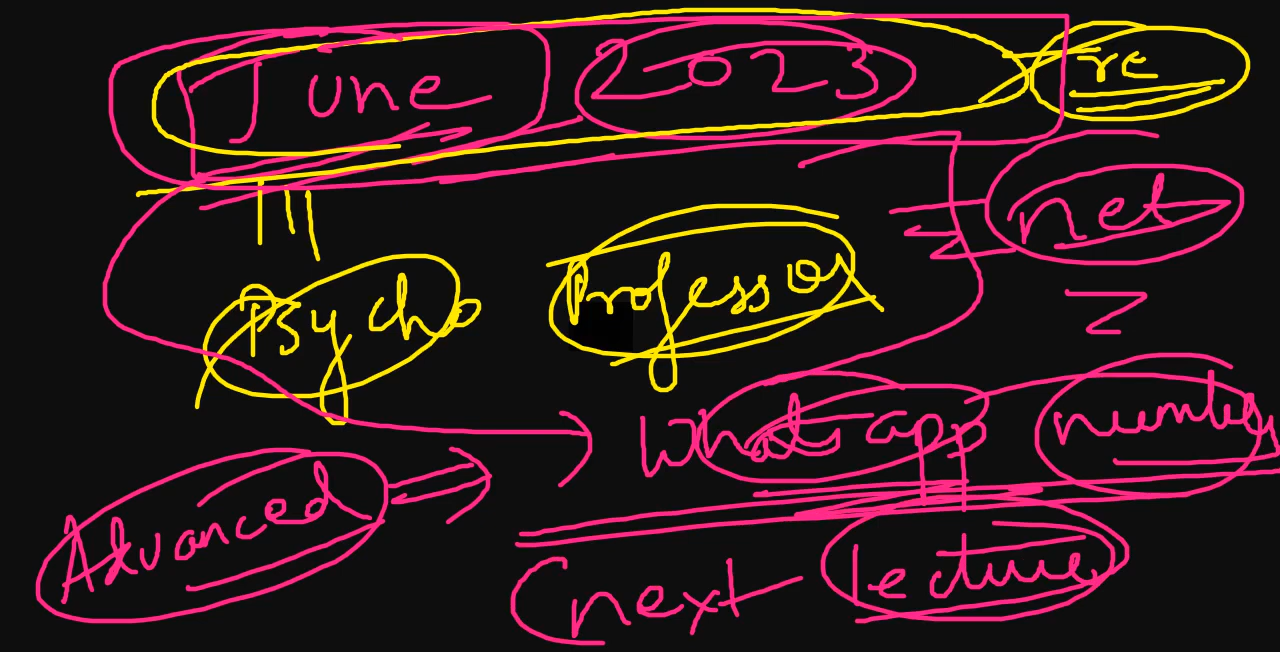 June 2023 re
net
Psycho Professor
Whatsapp number
Advanced
(next lecture